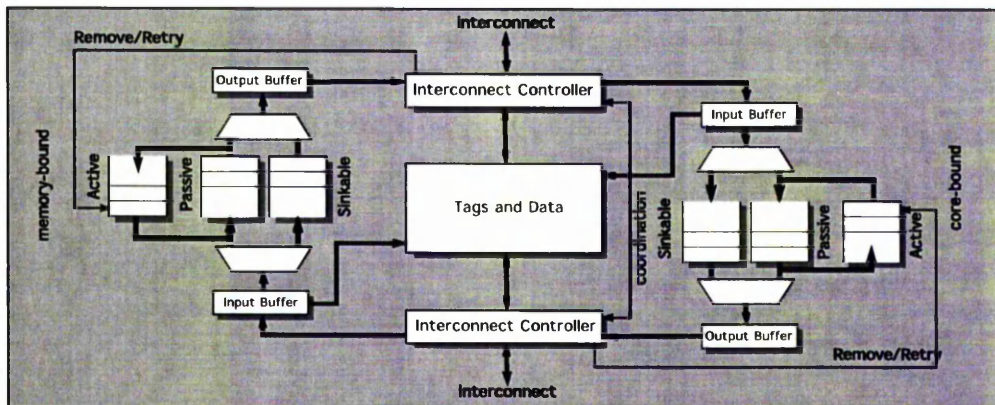 interconnect
Remove/Retry
Output Buffer
Interconnect Controller
Input Buffer
memory-bound
Active
Passive
Sinkable
Tags and Data
coordination
Sinkable
Passive
Active
core-bound
Input Buffer
Interconnect Controller
Output Buffer
Remove/Retry
interconnect